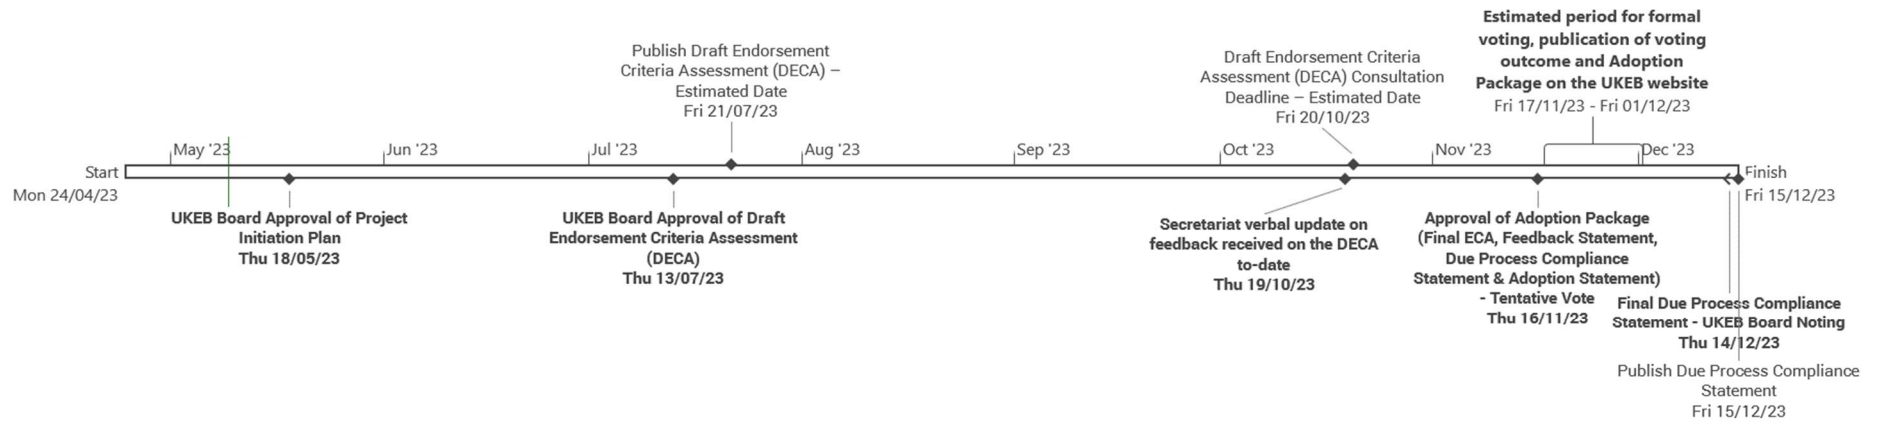 Estimated period for formal
voting, publication of voting
outcome and Adoption
Package on the UKEB website
Fri 17/11/23 - Fri 01/12/23
Publish Draft Endorsement
Criteria Assessment (DECA) –
Estimated Date
Fri 21/07/23
Draft Endorsement Criteria
Assessment (DECA) Consultation
Deadline – Estimated Date
Fri 20/10/23
May '23
Jun '23
Jul '23
Aug '23
Sep '23
Oct '23
Nov '23
Dec '23
Start
Mon 24/04/23
Finish
Fri 15/12/23
UKEB Board Approval of Project
Initiation Plan
Thu 18/05/23
UKEB Board Approval of Draft
Endorsement Criteria Assessment
(DECA)
Thu 13/07/23
Secretariat verbal update on
feedback received on the DECA
to-date
Thu 19/10/23
Approval of Adoption Package
(Final ECA, Feedback Statement,
Due Process Compliance
Statement & Adoption Statement)
- Tentative Vote
Thu 16/11/23
Final Due Process Compliance
Statement - UKEB Board Noting
Thu 14/12/23
Publish Due Process Compliance
Statement
Fri 15/12/23